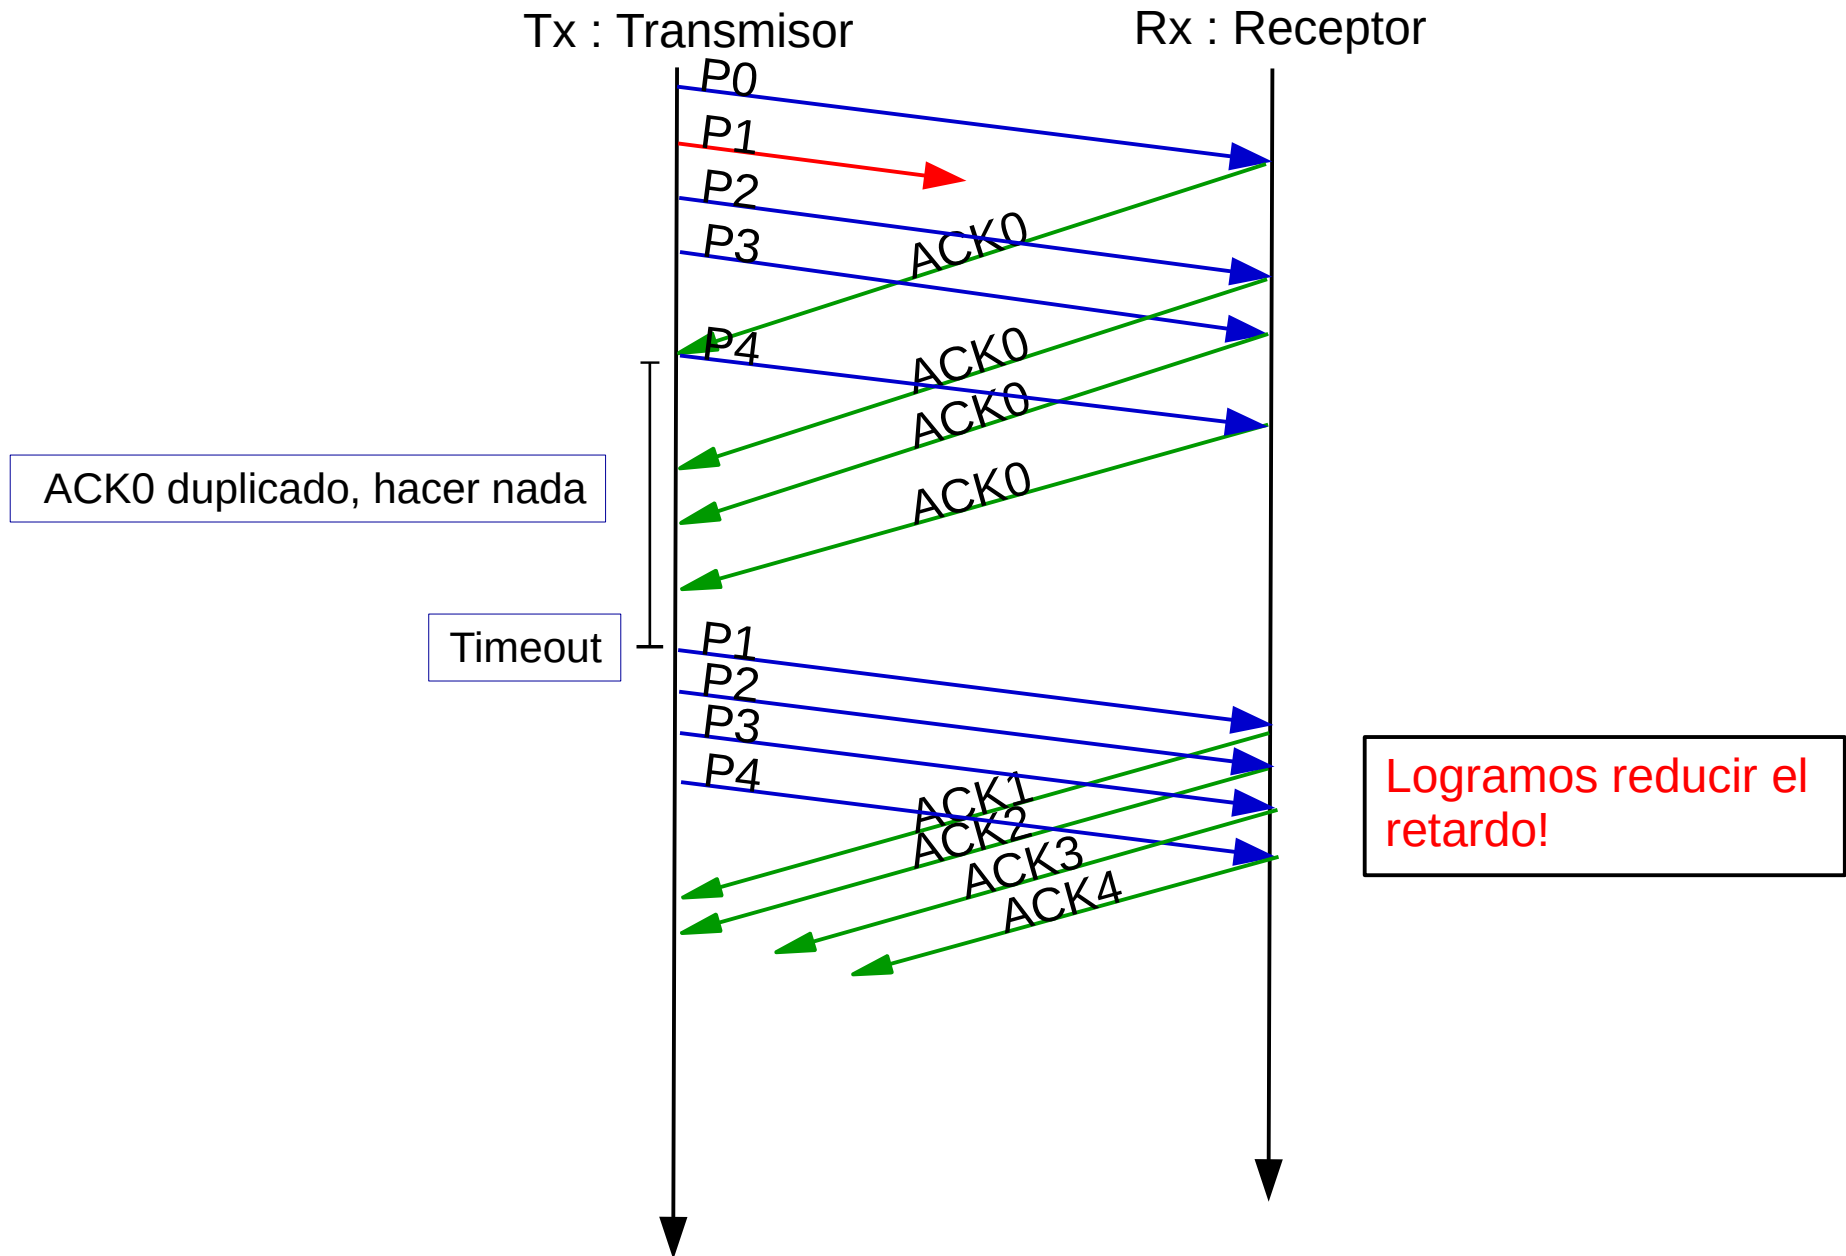 Tx : Transmisor
Rx : Receptor
P0
P1
P2
ACK0
P3
P4
ACK0
ACK0
ACK0 duplicado, hacer nada
ACK0
Timeout
P1
P2
P3
P4
ACK1
ACK2
ACK3
ACK4
Logramos reducir el
retardo!